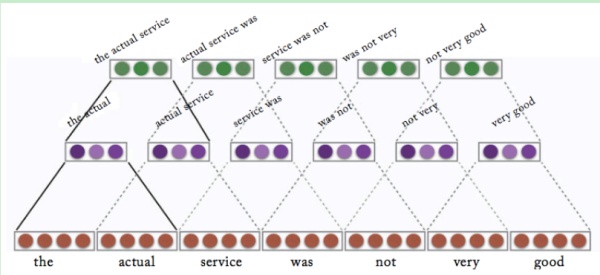 the actual service
actual service was
service was not
was not very
not very good
the actual
actual service
service was
was not
not very
very good
the actual service was not very good